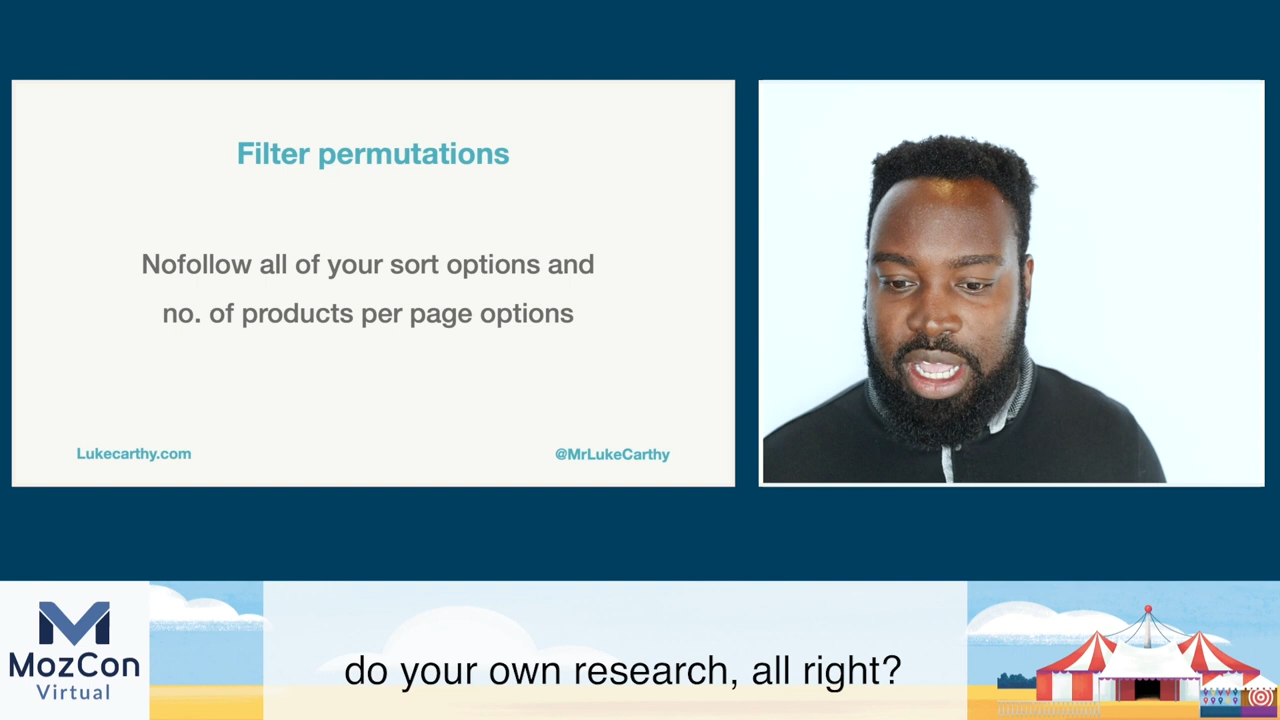 Filter permutations
Nofollow all of your sort options and
no. of products per page options
Lukecarthy.com
@MrLukeCarthy
MozCon
Virtual
do your own research, all right?